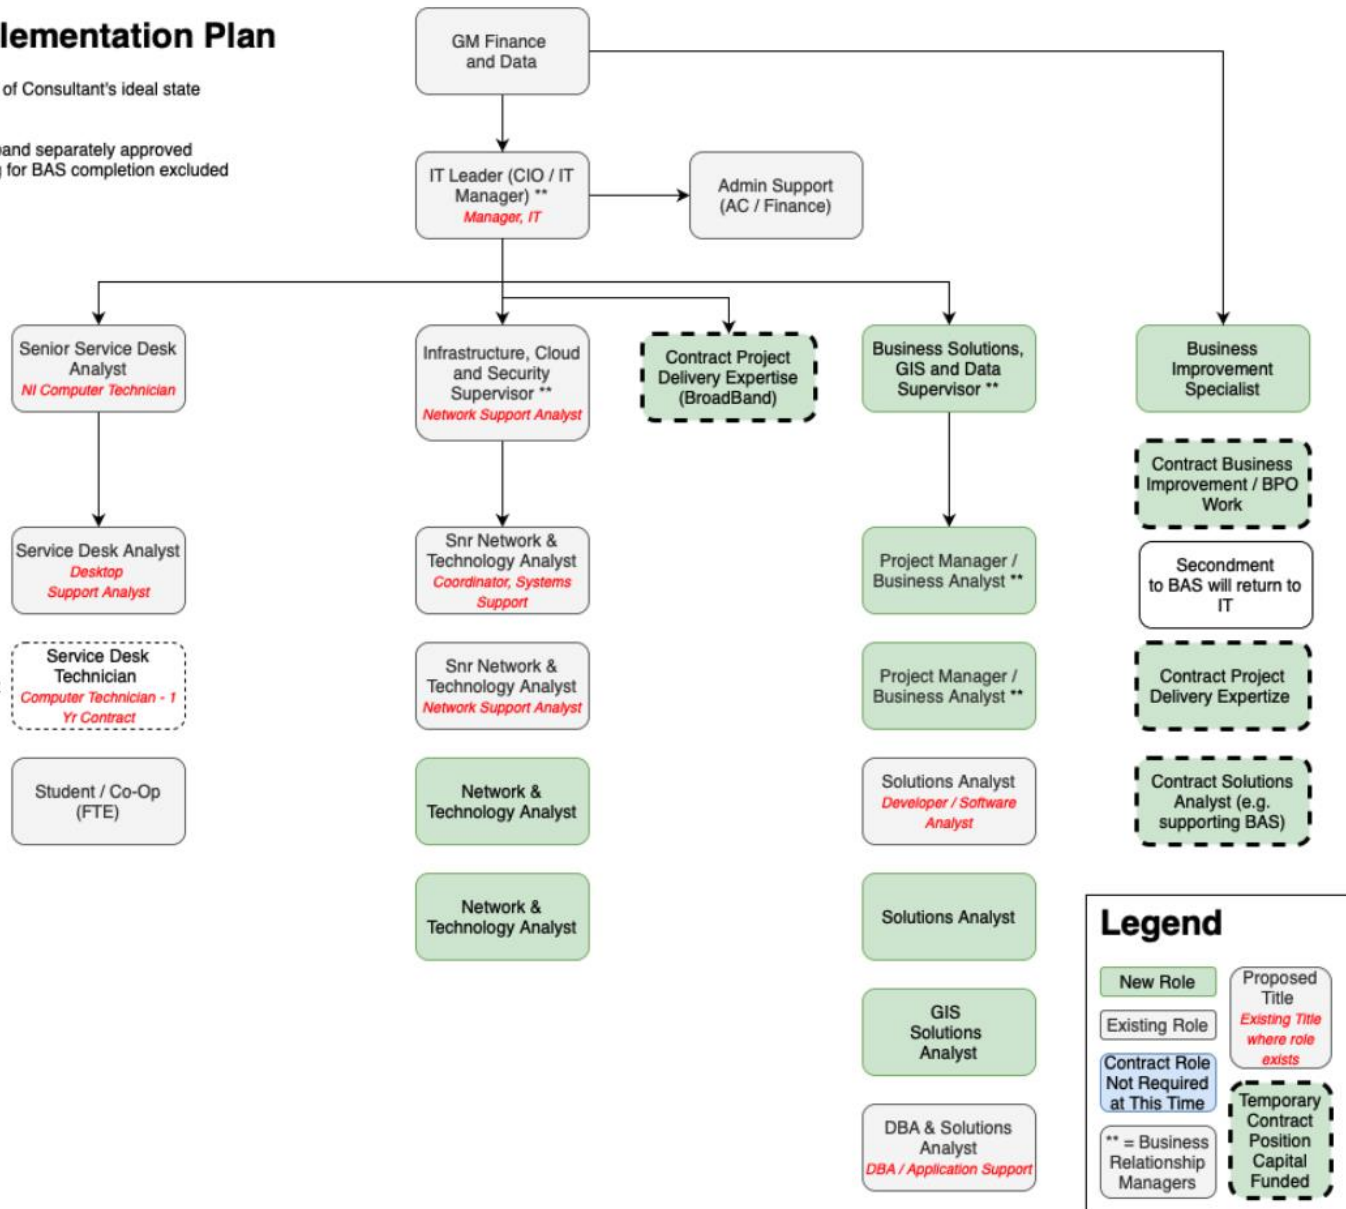 lementation Plan
of Consultant's ideal state
and separately approved
for BAS completion excluded
GM Finance
and Data
IT Leader (CIO / IT
Manager) **
Manager, IT
Admin Support
(AC / Finance)
Senior Service Desk
Analyst
NI Computer Technician
Infrastructure, Cloud
and Security
Supervisor **
Network Support Analyst
Contract Project
Delivery Expertise
(BroadBand)
Business Solutions,
GIS and Data
Supervisor **
Business
Improvement
Specialist
Contract Business
Improvement / BPO
Work
Service Desk Analyst
Desktop
Support Analyst
Snr Network &
Technology Analyst
Coordinator, Systems
Support
Project Manager /
Business Analyst **
Secondment
to BAS will return to
IT
Service Desk
Technician
Computer Technician - 1
Yr Contract
Snr Network &
Technology Analyst
Network Support Analyst
Project Manager /
Business Analyst **
Contract Project
Delivery Expertize
Student / Co-Op
(FTE)
Network &
Technology Analyst
Solutions Analyst
Developer / Software
Analyst
Contract Solutions
Analyst (e.g.
supporting BAS)
Network &
Technology Analyst
Solutions Analyst
GIS
Solutions
Analyst
DBA & Solutions
Analyst
DBA / Application Support
Legend
New Role
Existing Role
Contract Role
Not Required
at This Time
** = Business
Relationship
Managers
Proposed
Title
Existing Title
where role
exists
Temporary
Contract
Position
Capital
Funded